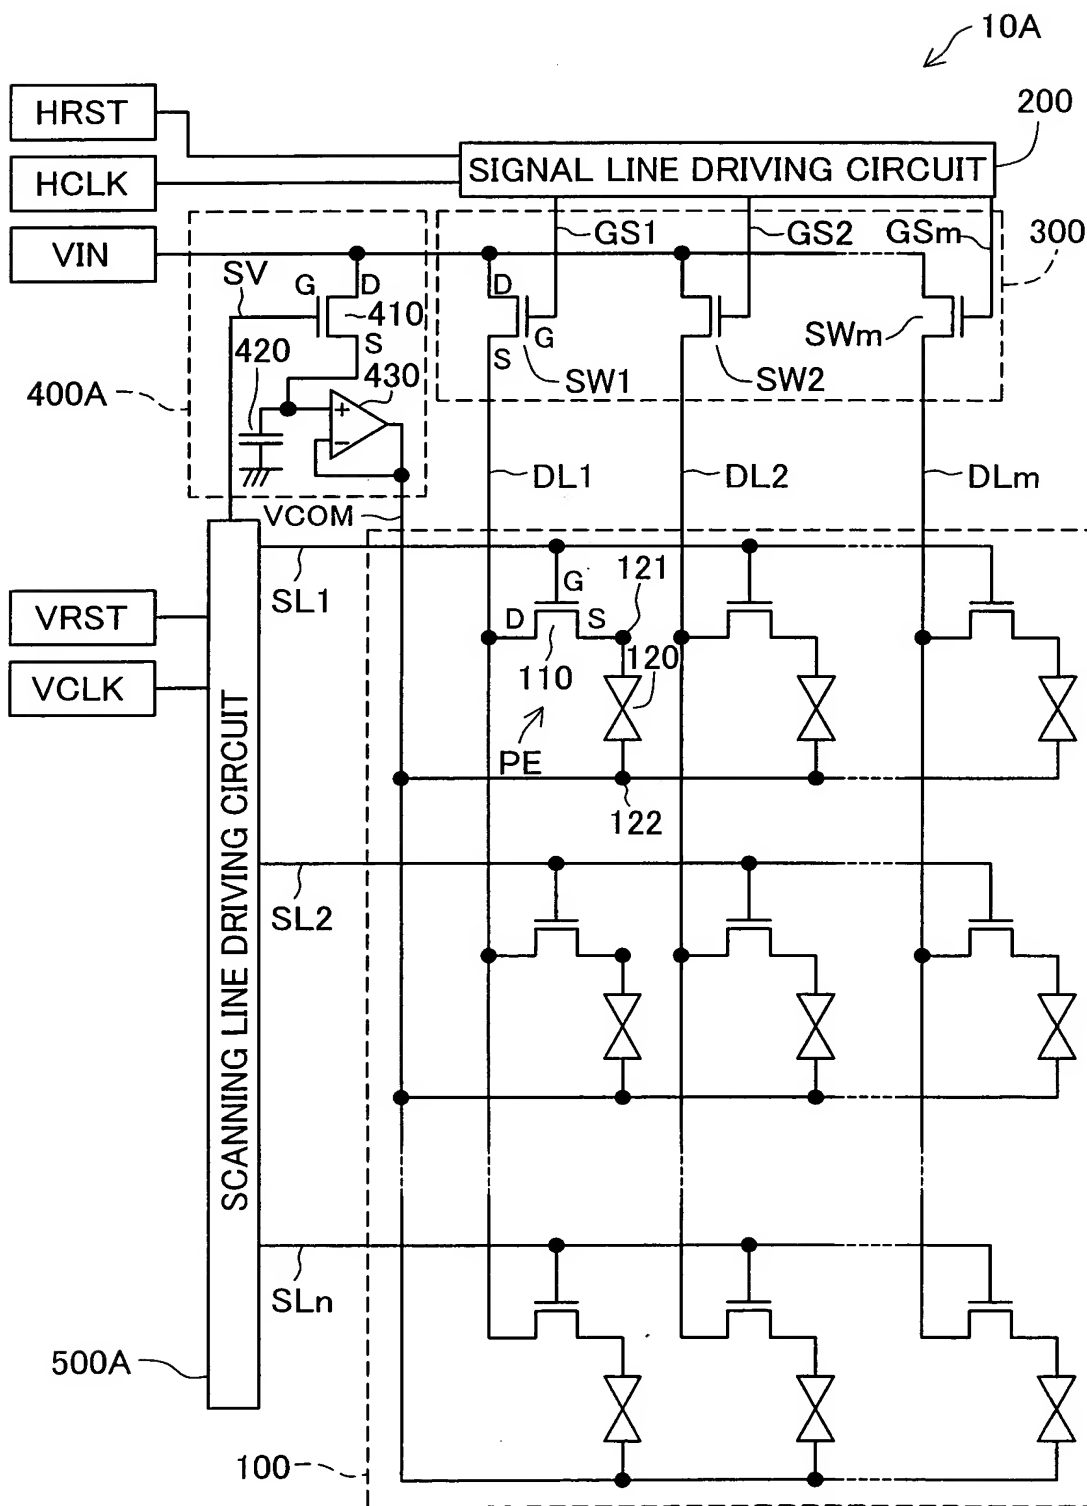 10A
HRST
200
SIGNAL LINE DRIVING CIRCUIT
HCLK
GS1
GS2
GSm
300
VIN
SV
G
D
D
410
G
S
S
SWm
420
430
SW1
SW2
400A
+
−
DL1
DL2
DLm
VCOM
SL1
G
121
VRST
D
S
120
110
VCLK
PE
122
SCANNING LINE DRIVING CIRCUIT
SL2
SLn
500A
100